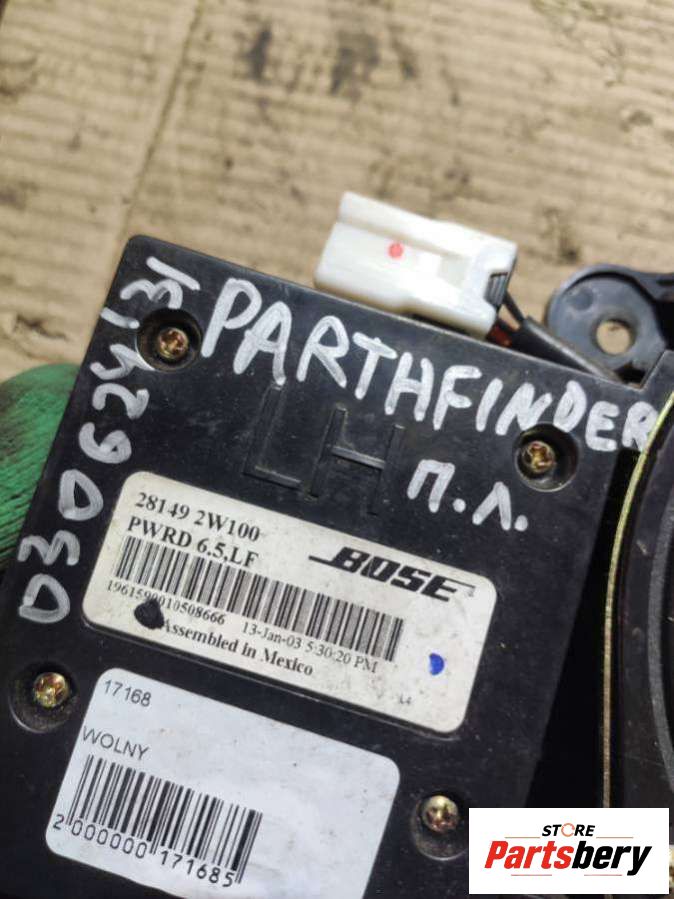 PARTHFINDER
п.л.
D3062413Y
LH
28149 2W100
PWRD 6.5,LF
BOSE
1961590010508666 13-Jan-03 5:30:20 PM
Assembled in Mexico
17168
WOLNY
2000000171685
STORE
Partsbery